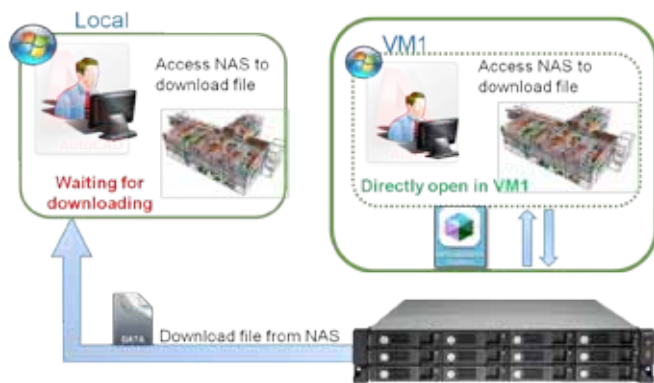 Local
Access NAS to
download file
AutoCAD
Waiting for
downloading
VM1
Access NAS to
download file
Directly open in VM1
DATA
Download file from NAS